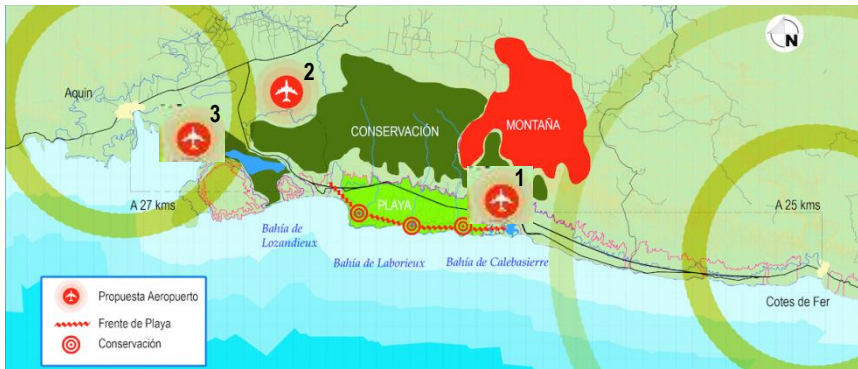 N
2
Aquin
3
CONSERVACIÓN
MONTAÑA
1
A 27 kms
PLAYA
A 25 kms
Bahía de
Lozandieux
Bahía de Laborieux
Bahía de Calebasierre
Cotes de Fer
Propuesta Aeropuerto
Frente de Playa
Conservación